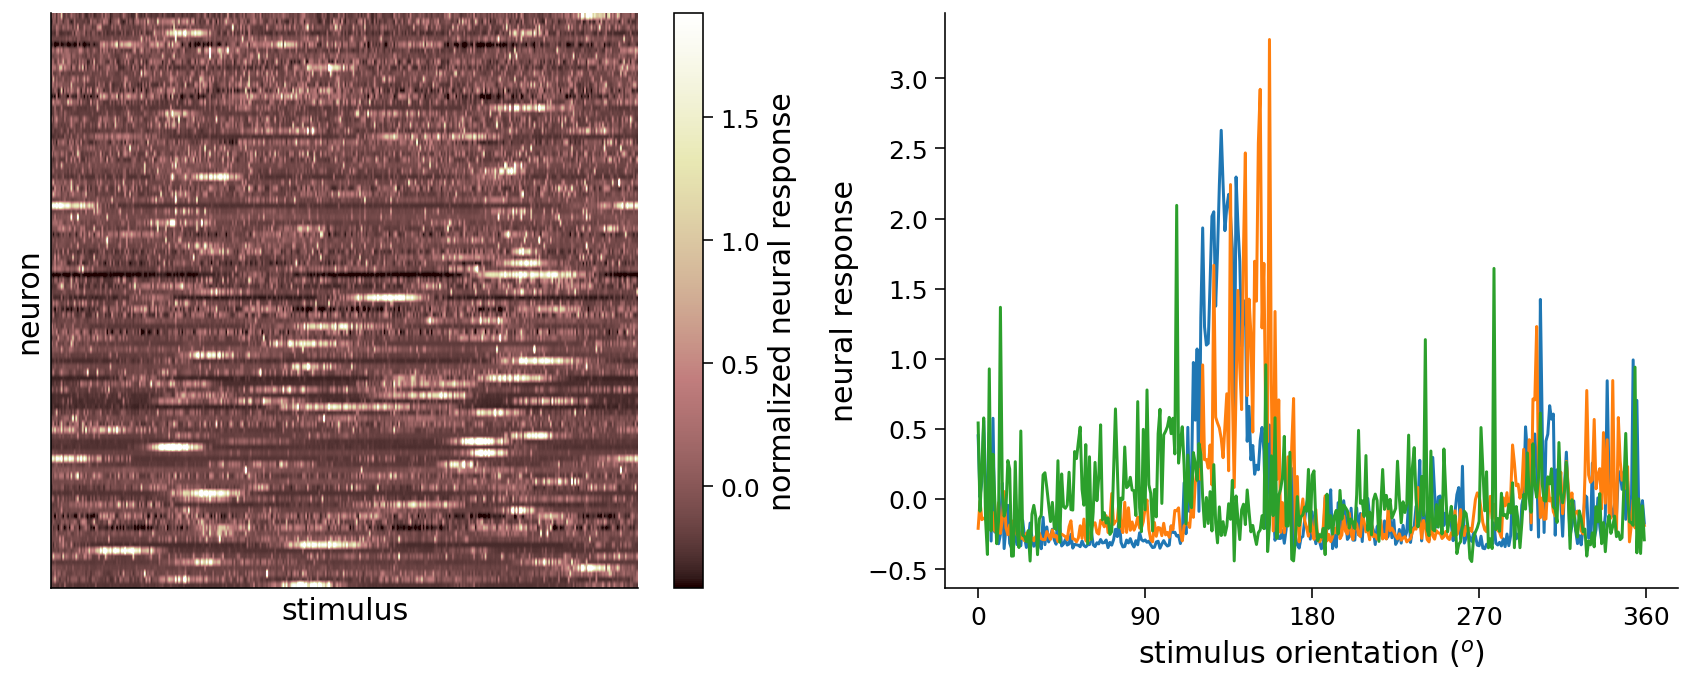 neuron
stimulus
1.5
1.0
0.5
0.0
normalized neural response
neural response
3.0
2.5
2.0
1.5
1.0
0.5
0.0
−0.5
0 90 180 270 360
stimulus orientation (º)